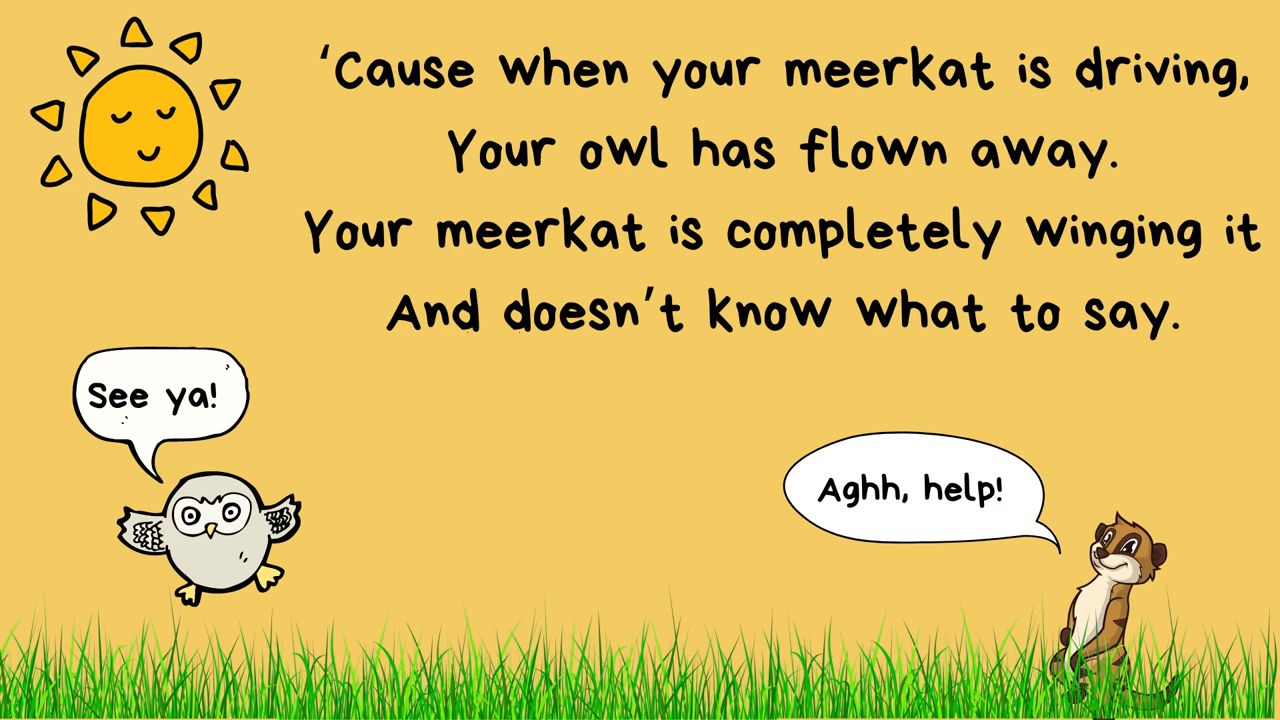 ‘Cause when your meerkat is driving,
Your owl has flown away.
Your meerkat is completely winging it
And doesn’t know what to say.
See ya!
Aghh, help!